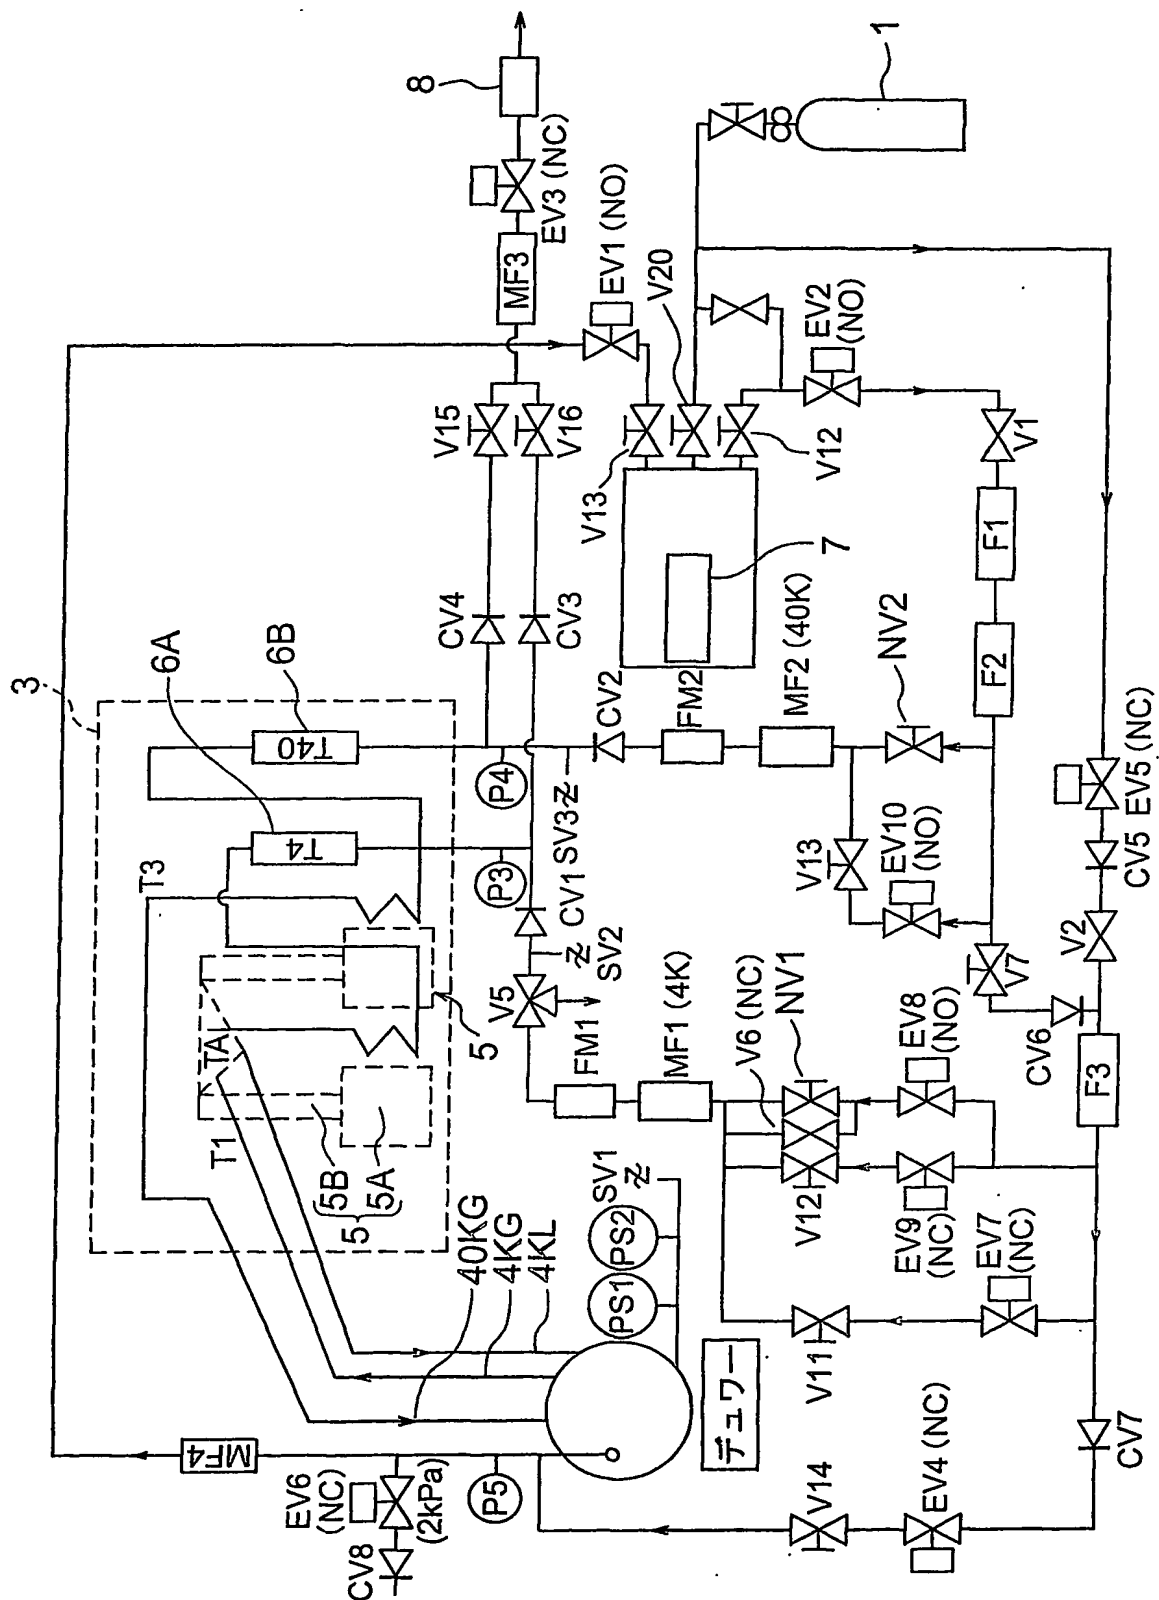 8
EV3 (NC)
MF3
1
EV1 (NO)
V20
EV2
(NO)
V15
V16
V13
V12
V1
7
F1
F2
CV4
CV3
3
6A
6B
T40
T4
T3
P4
P3
CV2
SV3
FM2
MF2 (40K)
NV2
V13
EV10
(NO)
EV5 (NC)
CV5
V2
V7
CV6
F3
CV1
SV2
V5
FM1
MF1 (4K)
V6 (NC)
NV1
EV8
(NO)
V12
EV9
(NC)
EV7
(NC)
V11
TA
T1
5
5B
5A
5
40KG
4KG
4KL
SV1
PS2
PS1
デュワー
MF4
EV6
(NC)
(2kPa)
CV8
P5
V14
EV4 (NC)
CV7